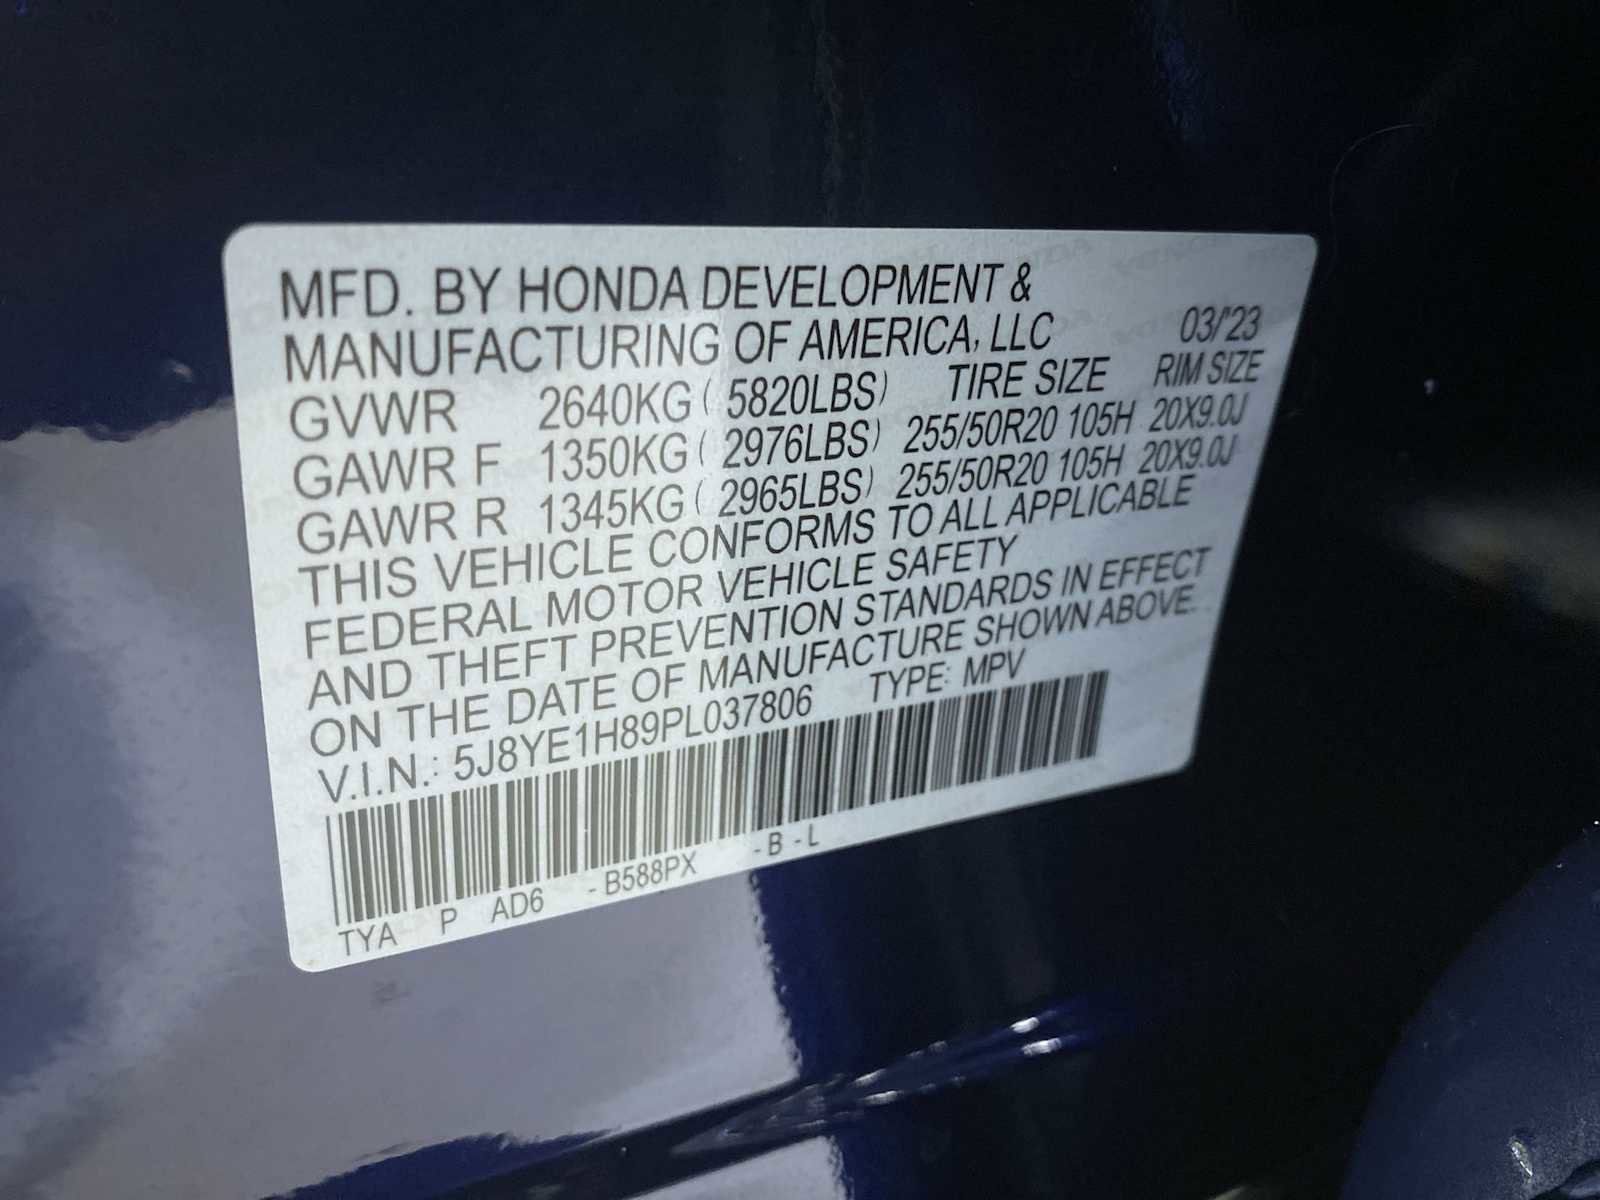 MFD. BY HONDA DEVELOPMENT &
MANUFACTURING OF AMERICA, LLC 03/'23
GVWR 2640KG ( 5820LBS) TIRE SIZE RIM SIZE
GAWR F 1350KG ( 2976LBS) 255/50R20 105H 20X9.0J
GAWR R 1345KG ( 2965LBS) 255/50R20 105H 20X9.0J
THIS VEHICLE CONFORMS TO ALL APPLICABLE
FEDERAL MOTOR VEHICLE SAFETY
AND THEFT PREVENTION STANDARDS IN EFFECT
ON THE DATE OF MANUFACTURE SHOWN ABOVE.
V.I.N.: 5J8YE1H89PL037806 TYPE: MPV
TYA P AD6 -B588PX -B-L